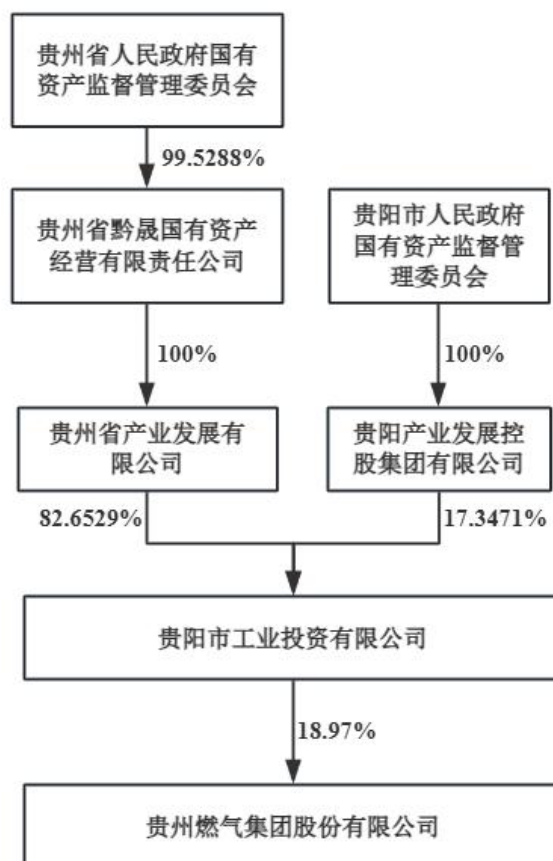 贵州省人民政府国有
资产监督管理委员会
99.5288%
贵州省黔晟国有资产
经营有限责任公司
贵阳市人民政府
国有资产监督管
理委员会
100%
100%
贵州省产业发展有
限公司
贵阳产业发展控
股集团有限公司
82.6529%
17.3471%
贵阳市工业投资有限公司
18.97%
贵州燃气集团股份有限公司